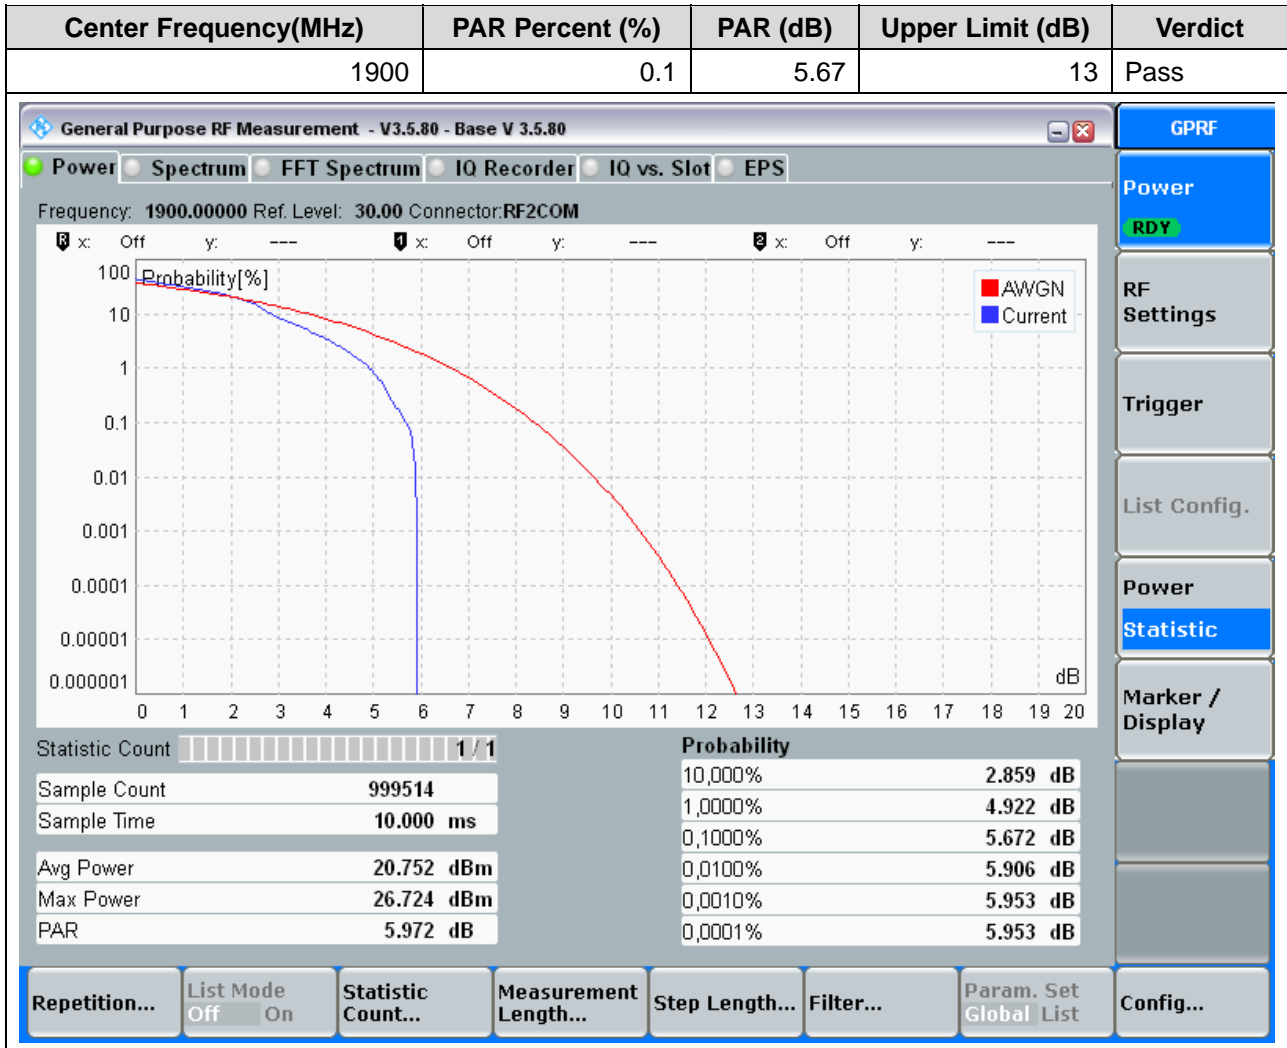 Center Frequency(MHz) PAR Percent (%) PAR (dB) Upper Limit (dB) Verdict
1900 0.1 5.67 13 Pass
General Purpose RF Measurement - V3.5.80 - Base V 3.5.80
GPRF
Power Spectrum FFT Spectrum IQ Recorder IQ vs. Slot EPS
Frequency: 1900.00000 Ref. Level: 30.00 Connector:RF2COM
R x: Off y: --- 1 x: Off y: --- 2 x: Off y: ---
Probability[%]
100
10
1
0.1
0.01
0.001
0.0001
0.00001
0.000001
AWGN
Current
dB
0 1 2 3 4 5 6 7 8 9 10 11 12 13 14 15 16 17 18 19 20
Statistic Count 1 / 1
Sample Count 999514
Sample Time 10.000 ms
Avg Power 20.752 dBm
Max Power 26.724 dBm
PAR 5.972 dB
Probability
10,000% 2.859 dB
1,0000% 4.922 dB
0,1000% 5.672 dB
0,0100% 5.906 dB
0,0010% 5.953 dB
0,0001% 5.953 dB
Power
RDY
RF
Settings
Trigger
List Config.
Power
Statistic
Marker /
Display
Repetition...
List Mode
Off On
Statistic
Count...
Measurement
Length...
Step Length...
Filter...
Param. Set
Global List
Config...